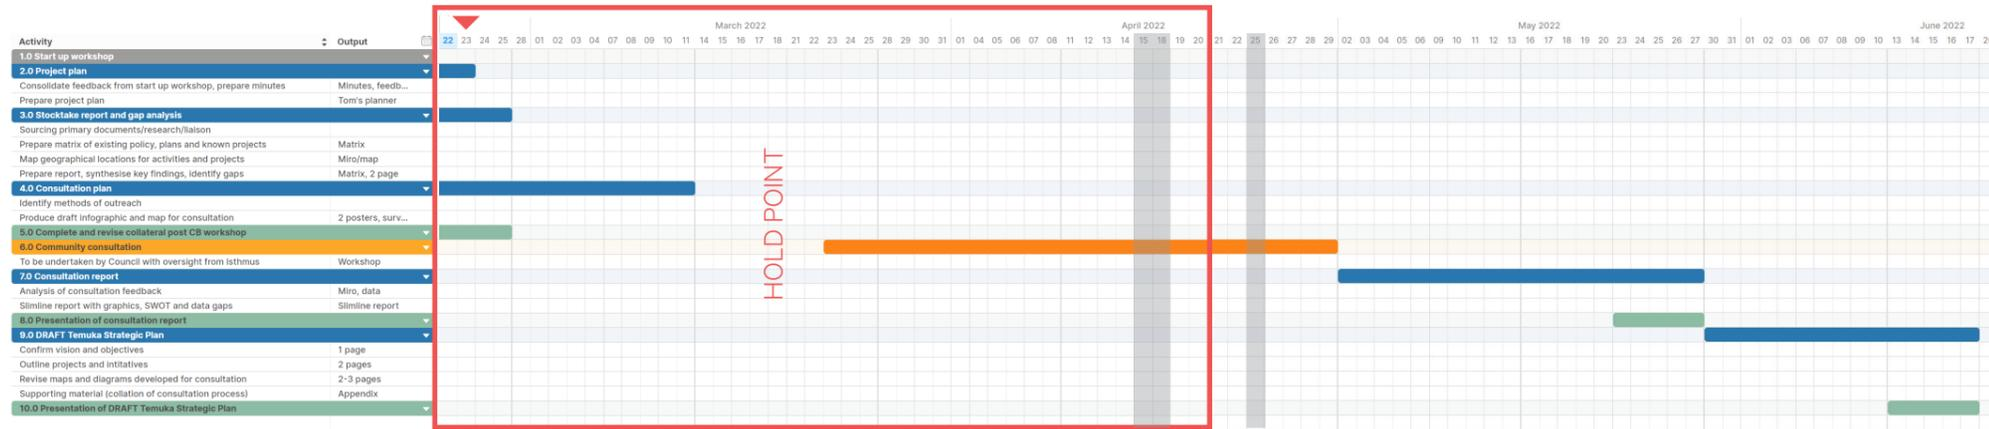 March 2022 April 2022 May 2022 June 2022
Activity Output 22 23 24 25 28 01 02 03 04 07 08 09 10 11 14 15 16 17 18 21 22 23 24 25 28 29 30 31 01 04 05 06 07 08 11 12 13 14 15 18 19 20 21 22 25 26 27 28 29 02 03 04 05 06 09 10 11 12 13 16 17 18 19 20 23 24 25 26 27 30 31 01 02 03 06 07 08 09 10 13 14 15 16 17
1.0 Start up workshop
2.0 Project plan
Consolidate feedback from start up workshop, prepare minutes Minutes, feedb...
Prepare project plan Tom's planner
3.0 Stocktake report and gap analysis
Sourcing primary documents/research/liaison
Prepare matrix of existing policy, plans and known projects Matrix
Map geographical locations for activities and projects Miro/map
Prepare report, synthesise key findings, identify gaps Matrix, 2 page
4.0 Consultation plan
Identify methods of outreach
Produce draft infographic and map for consultation 2 posters, surv...
5.0 Complete and revise collateral post CB workshop
6.0 Community consultation
To be undertaken by Council with oversight from Isthmus Workshop
7.0 Consultation report
Analysis of consultation feedback Miro, data
Slimline report with graphics, SWOT and data gaps Slimline report
8.0 Presentation of consultation report
9.0 DRAFT Temuka Strategic Plan
Confirm vision and objectives 1 page
Outline projects and intitatives 2 pages
Revise maps and diagrams developed for consultation 2-3 pages
Supporting material (collation of consultation process) Appendix
10.0 Presentation of DRAFT Temuka Strategic Plan
HOLD POINT